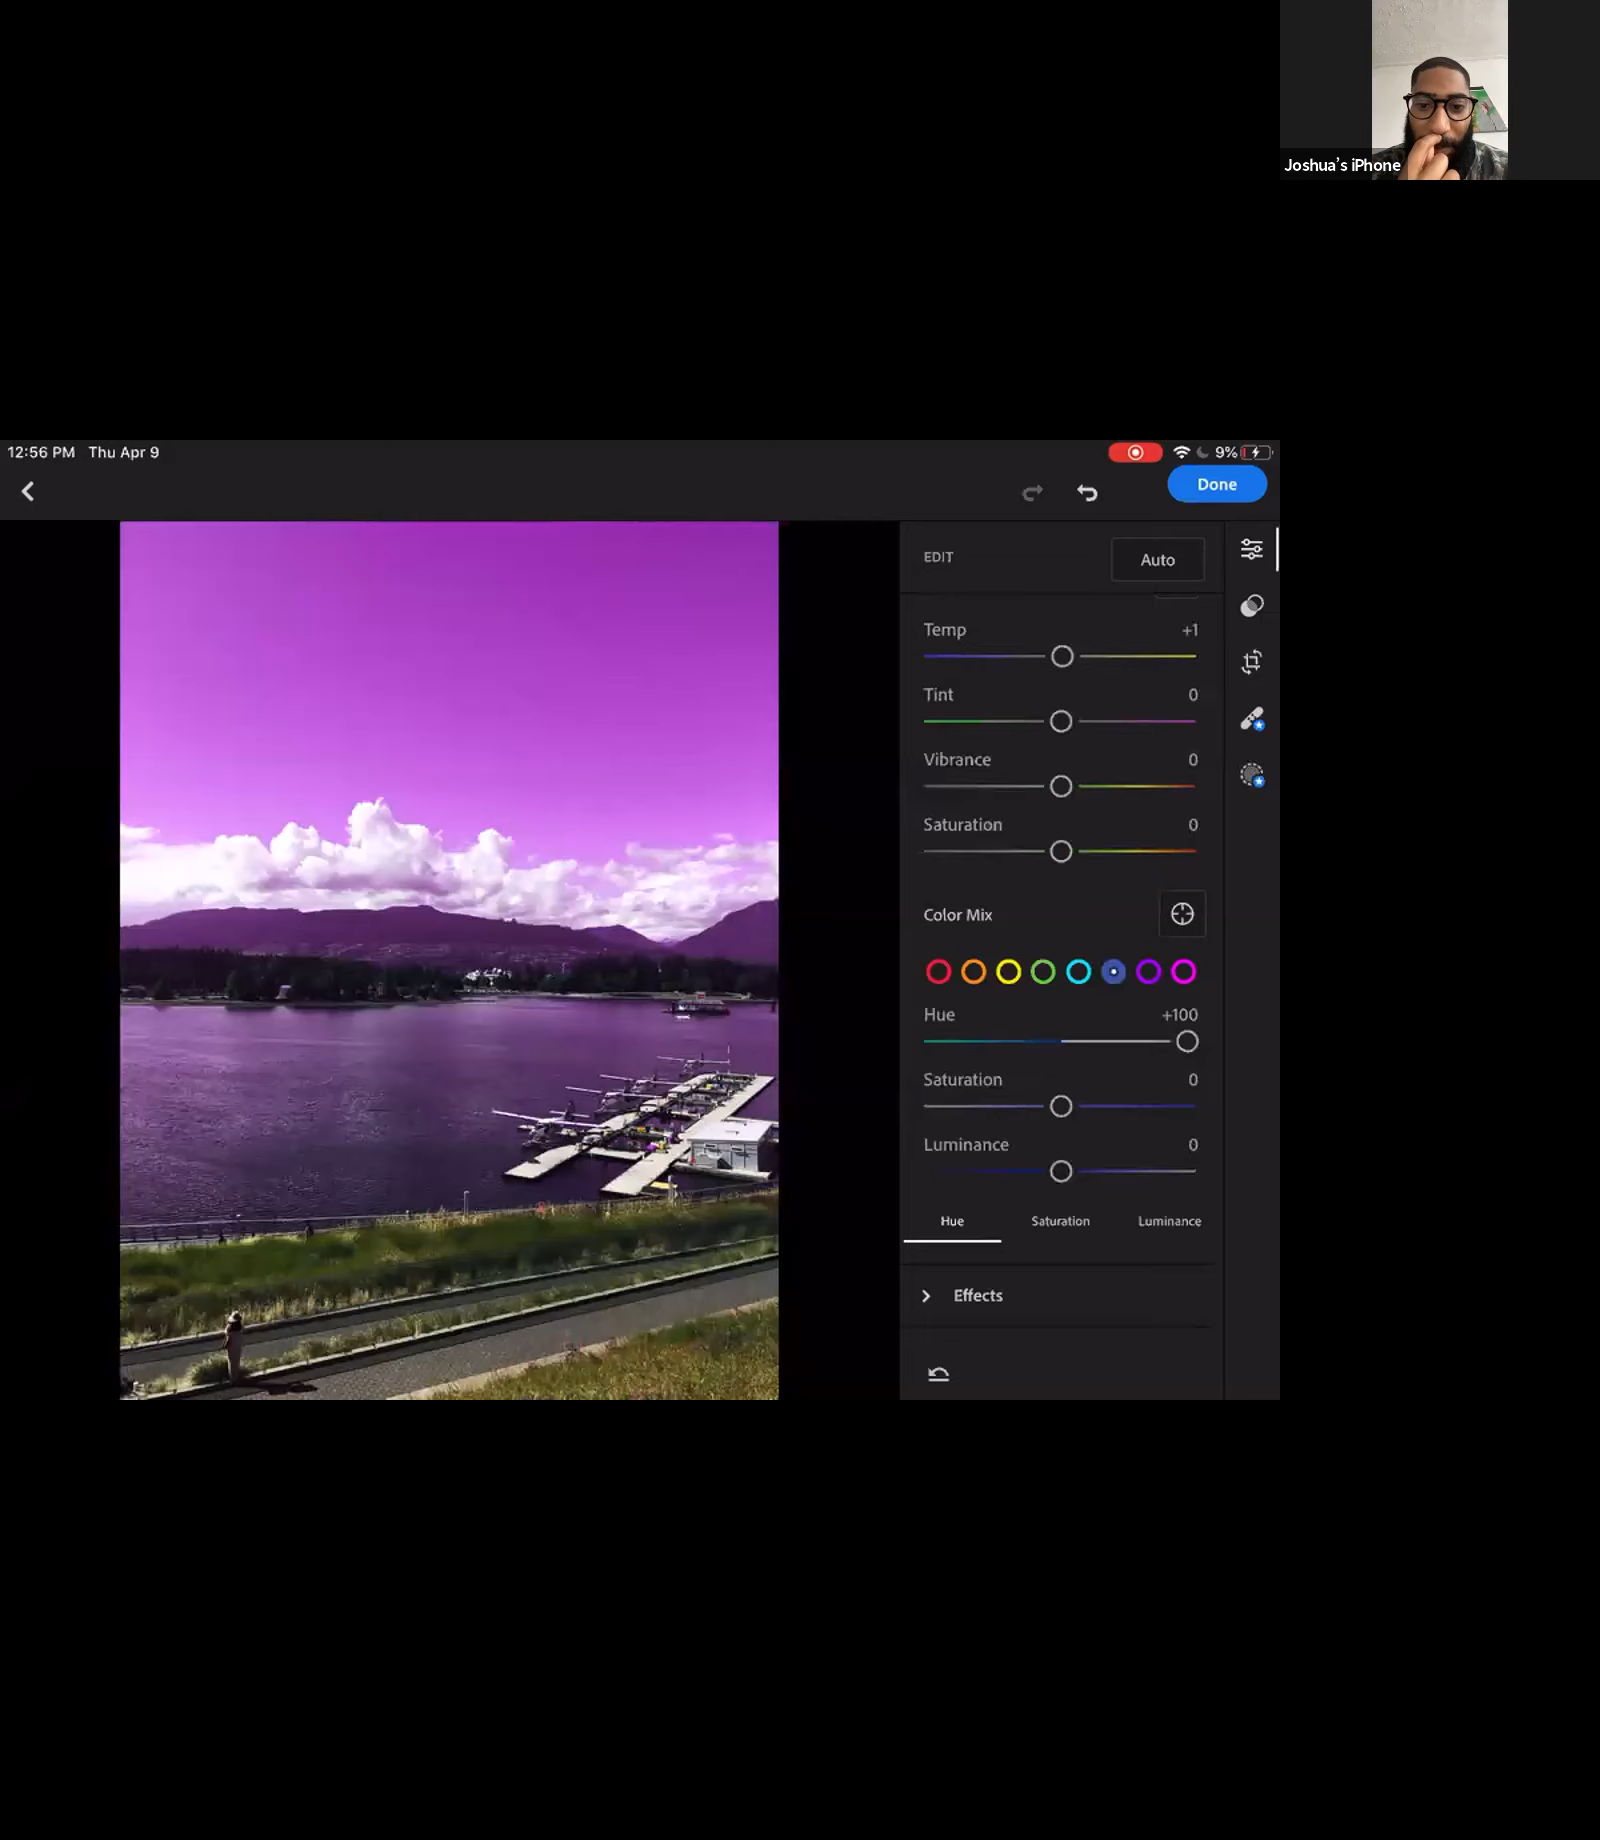 Joshua's iPhone
12:56 PM Thu Apr 9
9%
Done
EDIT
Auto
Temp +1
Tint 0
Vibrance 0
Saturation 0
Color Mix
Hue +100
Saturation 0
Luminance 0
Hue Saturation Luminance
Effects